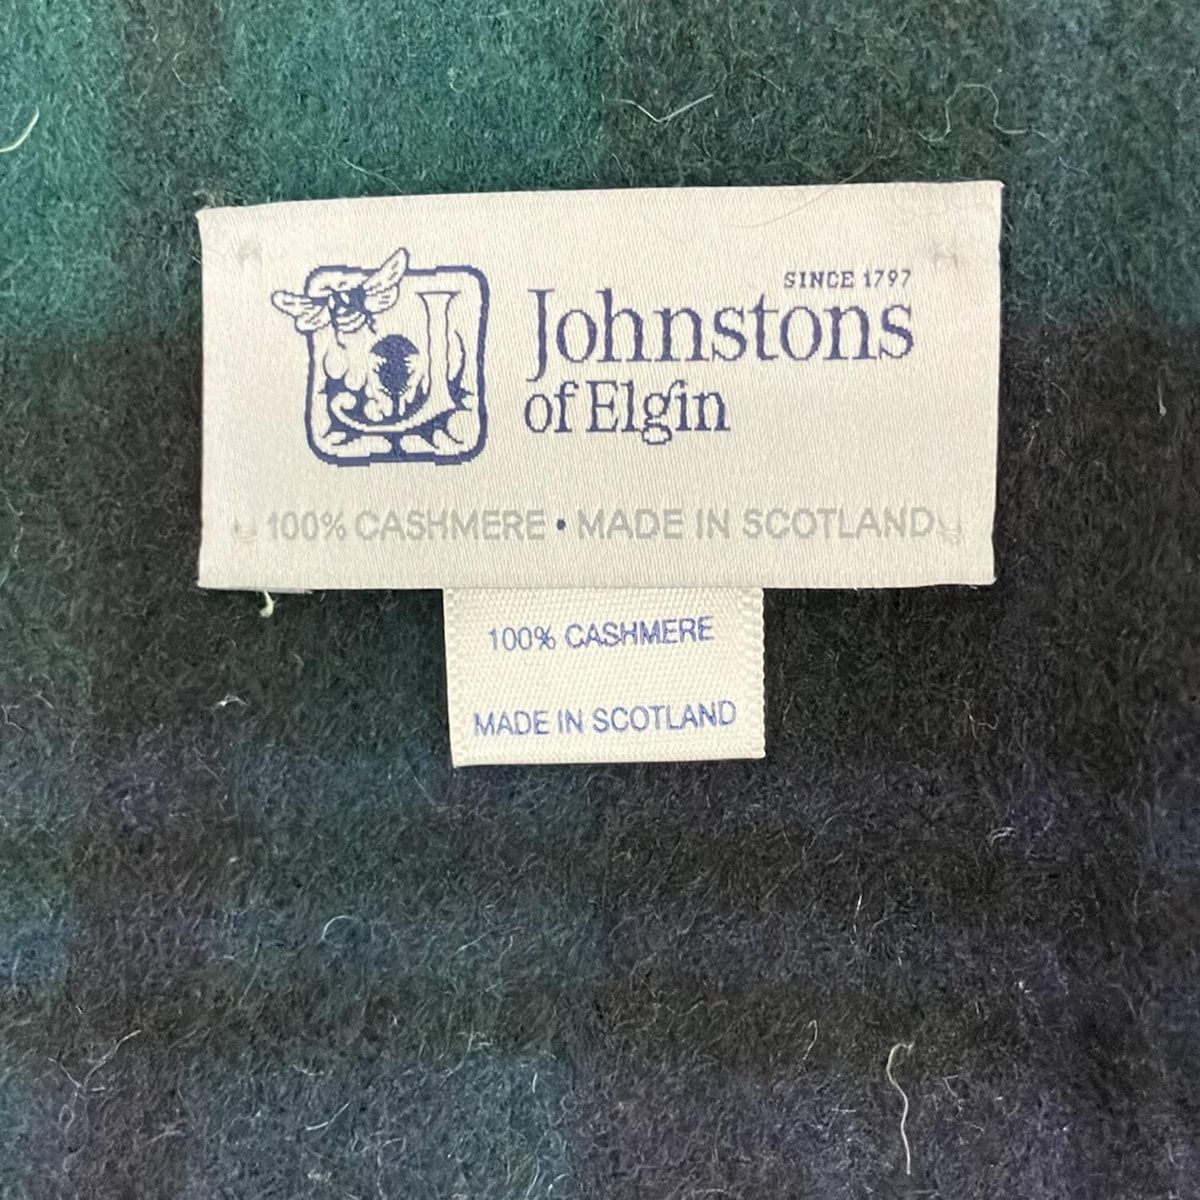 SINCE 1797
Johnstons
of Elgin
100% CASHMERE • MADE IN SCOTLAND
100% CASHMERE
MADE IN SCOTLAND